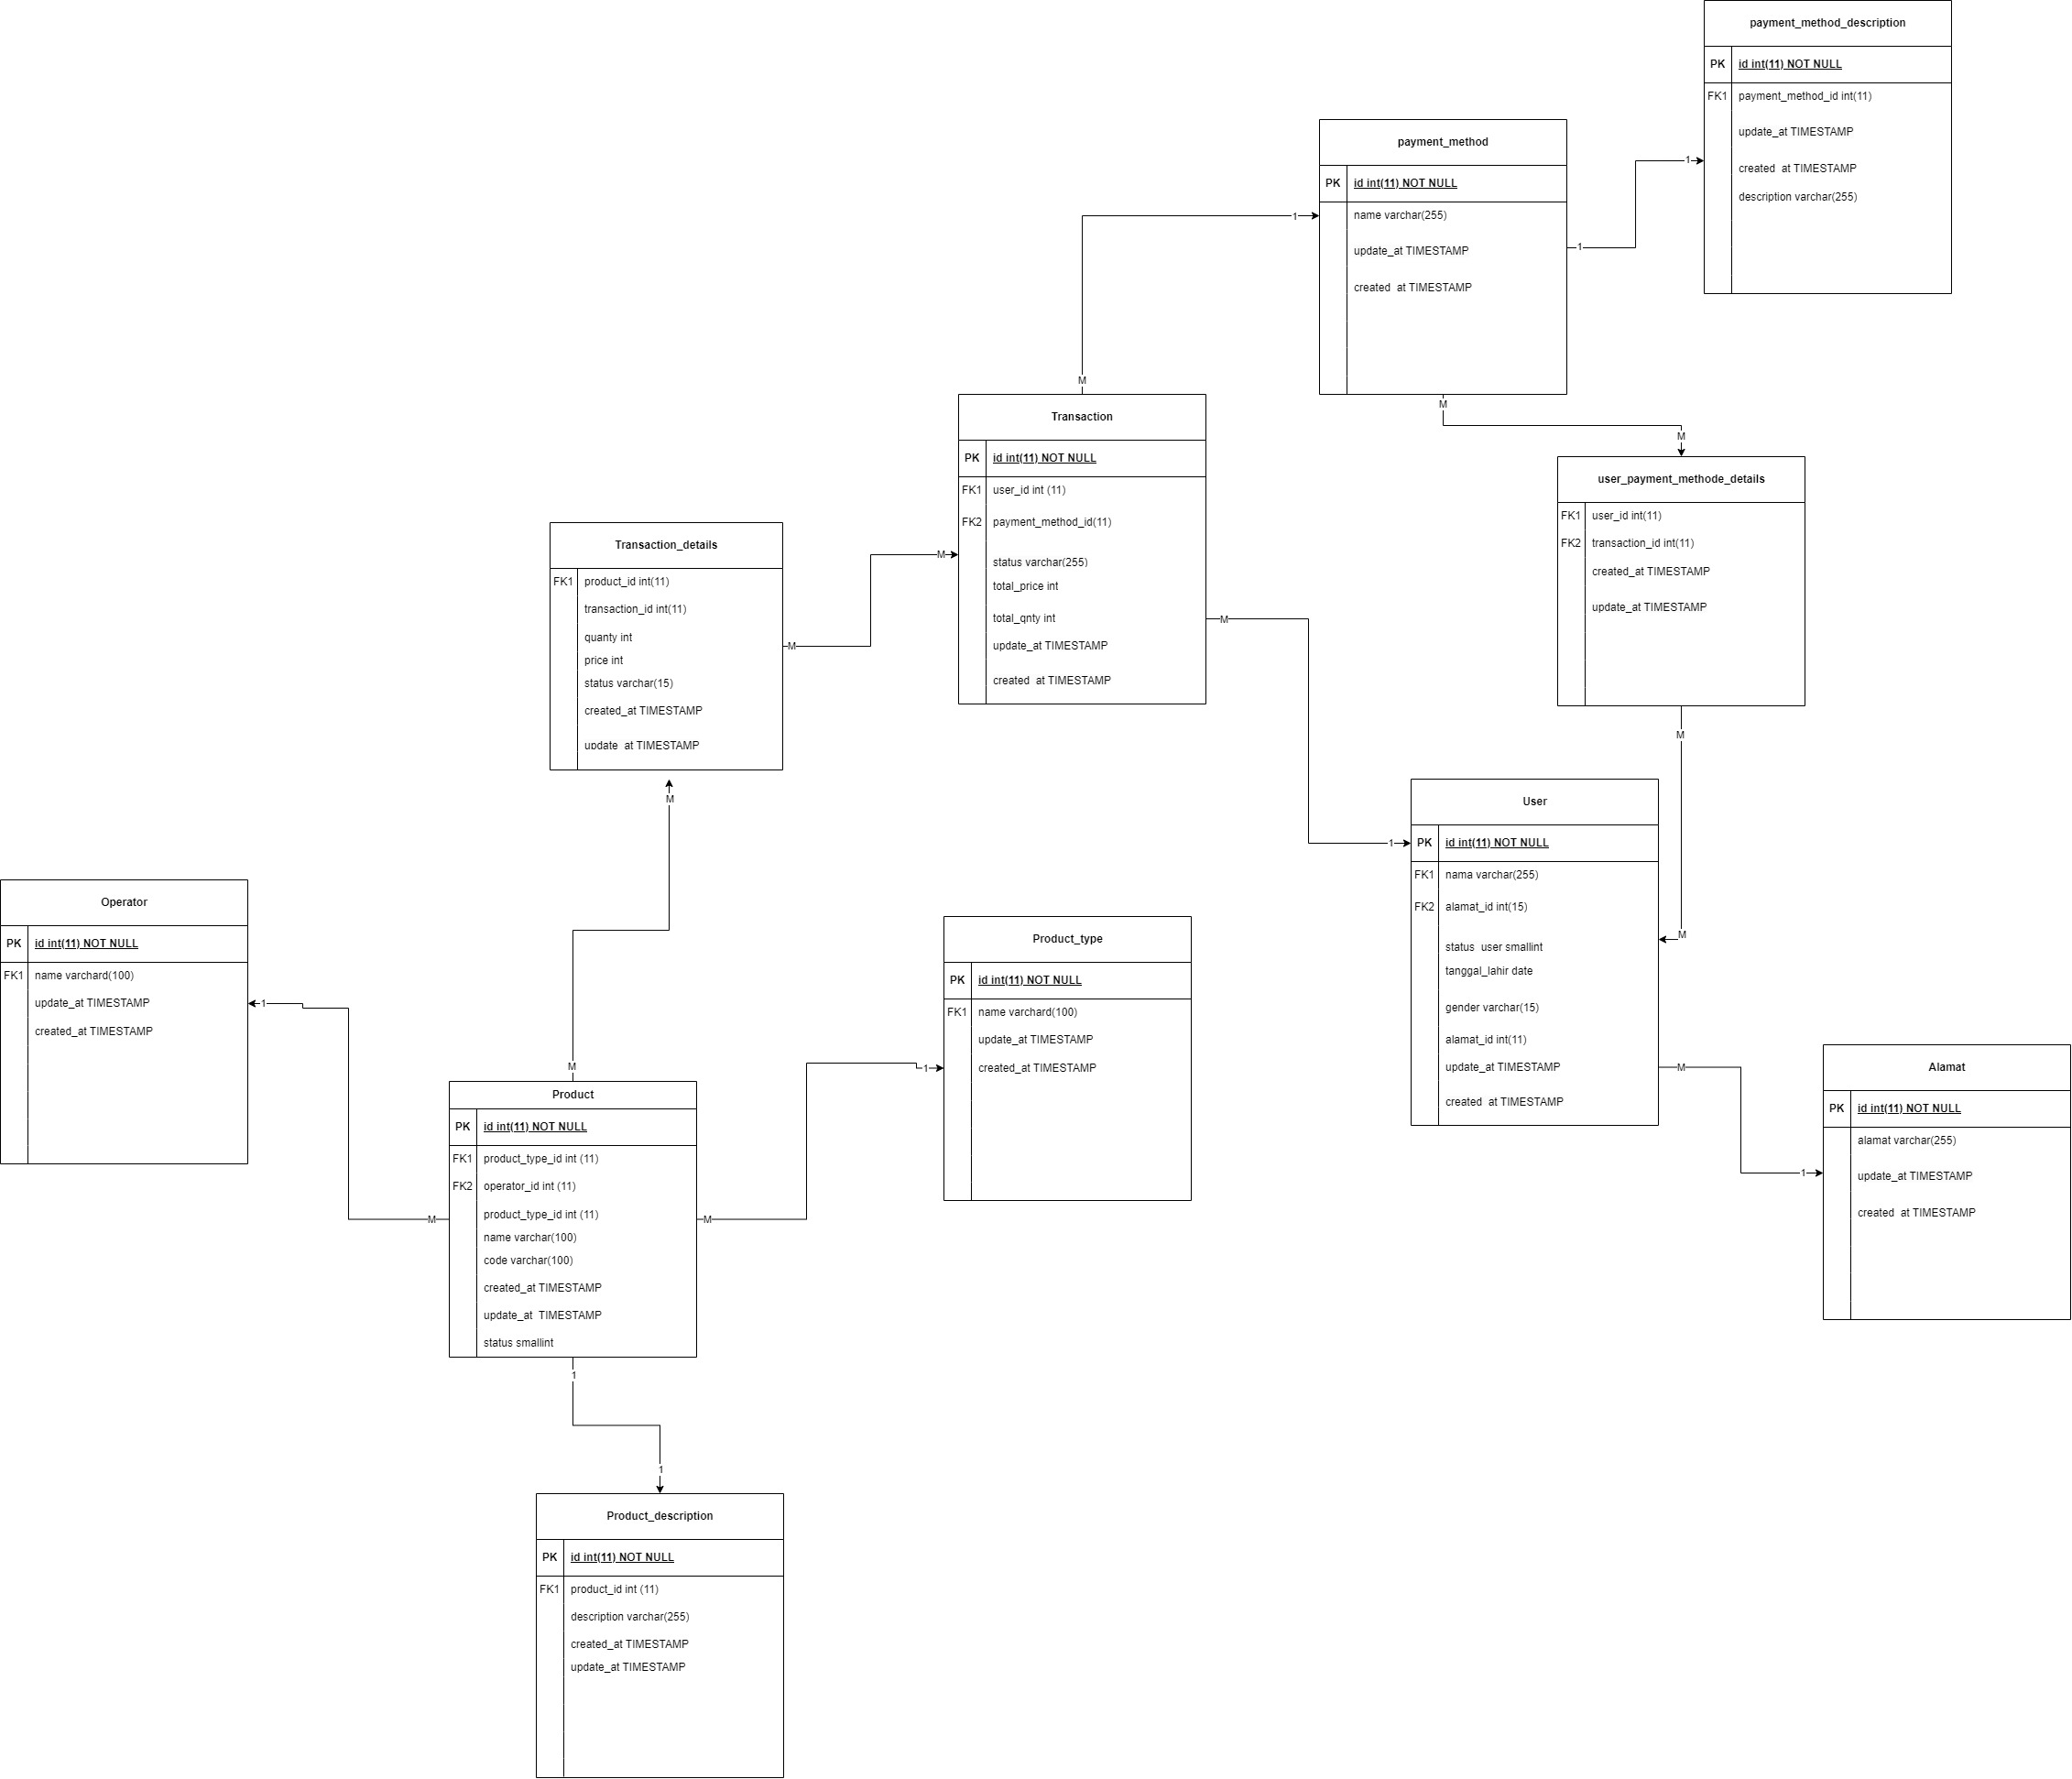 payment_method_description
PK id int(11) NOT NULL
FK1 payment_method_id int(11)
update_at TIMESTAMP
created at TIMESTAMP
description varchar(255)
payment_method
PK id int(11) NOT NULL
name varchar(255)
update_at TIMESTAMP
created at TIMESTAMP
1
1
1
M
M
M
Transaction
PK id int(11) NOT NULL
FK1 user_id int (11)
FK2 payment_method_id(11)
status varchar(255)
total_price int
total_qnty int
update_at TIMESTAMP
created at TIMESTAMP
user_payment_methode_details
FK1 user_id int(11)
FK2 transaction_id int(11)
created_at TIMESTAMP
update_at TIMESTAMP
Transaction_details
FK1 product_id int(11)
transaction_id int(11)
quanty int
price int
status varchar(15)
created_at TIMESTAMP
update at TIMESTAMP
M
M
M
1
M
M
M
User
PK id int(11) NOT NULL
FK1 nama varchar(255)
FK2 alamat_id int(15)
status user smallint
tanggal_lahir date
gender varchar(15)
alamat_id int(11)
update_at TIMESTAMP
created at TIMESTAMP
Operator
PK id int(11) NOT NULL
FK1 name varchard(100)
update_at TIMESTAMP
created_at TIMESTAMP
Product_type
PK id int(11) NOT NULL
FK1 name varchard(100)
update_at TIMESTAMP
created_at TIMESTAMP
1
M
M
1
M
M
1
Alamat
PK id int(11) NOT NULL
alamat varchar(255)
update_at TIMESTAMP
created at TIMESTAMP
Product
PK id int(11) NOT NULL
FK1 product_type_id int (11)
FK2 operator_id int (11)
product_type_id int (11)
name varchar(100)
code varchar(100)
created_at TIMESTAMP
update_at TIMESTAMP
status smallint
M
1
1
Product_description
PK id int(11) NOT NULL
FK1 product_id int (11)
description varchar(255)
created_at TIMESTAMP
update_at TIMESTAMP